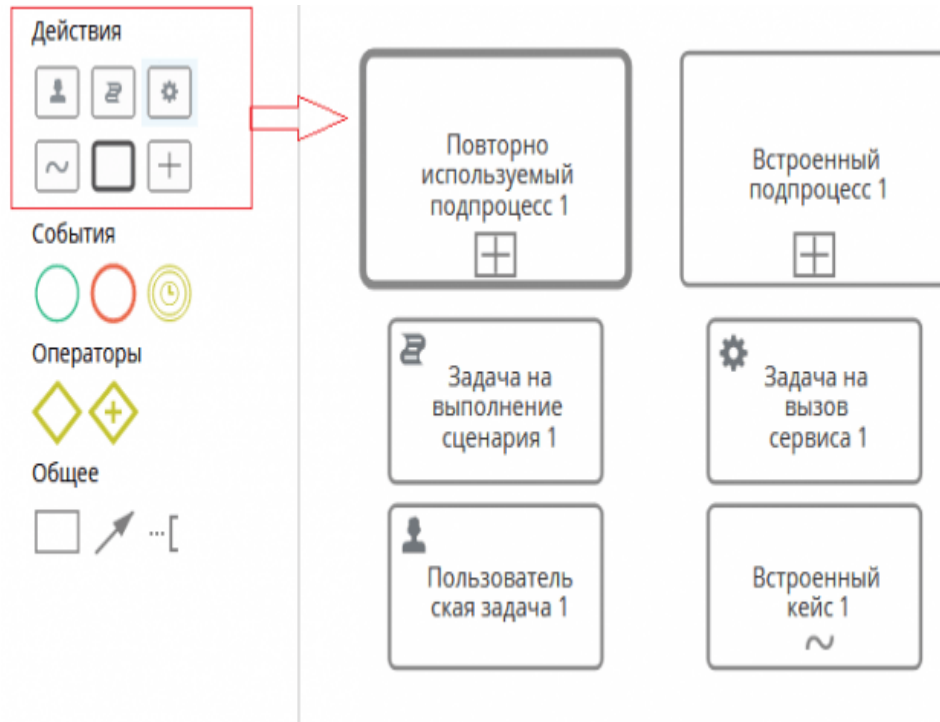 Действия
События
Операторы
Общее
Повторно
используемый
подпроцесс 1
Встроенный
подпроцесс 1
Задача на
выполнение
сценария 1
Задача на
вызов
сервиса 1
Пользователь
ская задача 1
Встроенный
кейс 1